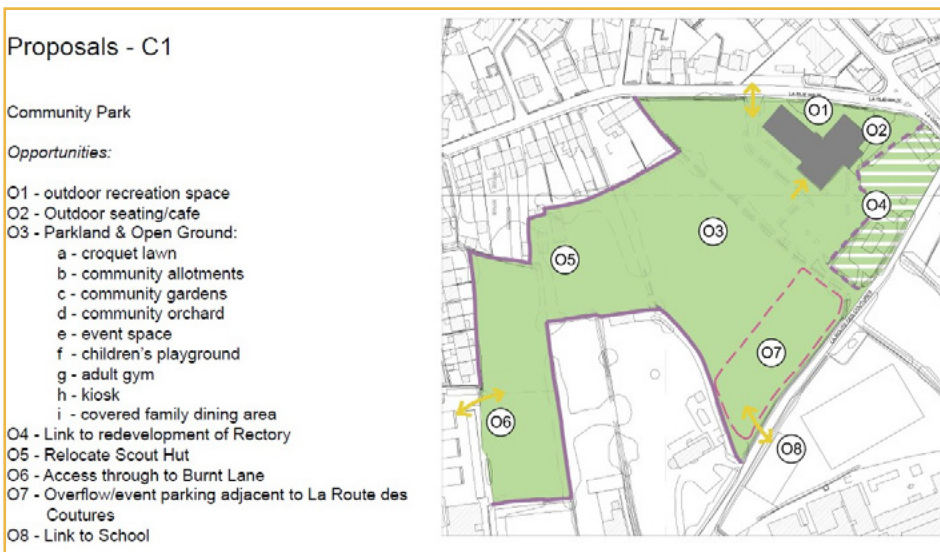 Proposals - C1
Community Park
Opportunities:
O1 - outdoor recreation space
O2 - Outdoor seating/cafe
O3 - Parkland & Open Ground:
a - croquet lawn
b - community allotments
c - community gardens
d - community orchard
e - event space
f - children's playground
g - adult gym
h - kiosk
i - covered family dining area
O4 - Link to redevelopment of Rectory
O5 - Relocate Scout Hut
O6 - Access through to Burnt Lane
O7 - Overflow/event parking adjacent to La Route des
Coutures
O8 - Link to School
O1
O2
O4
O3
O5
O7
O6
O8